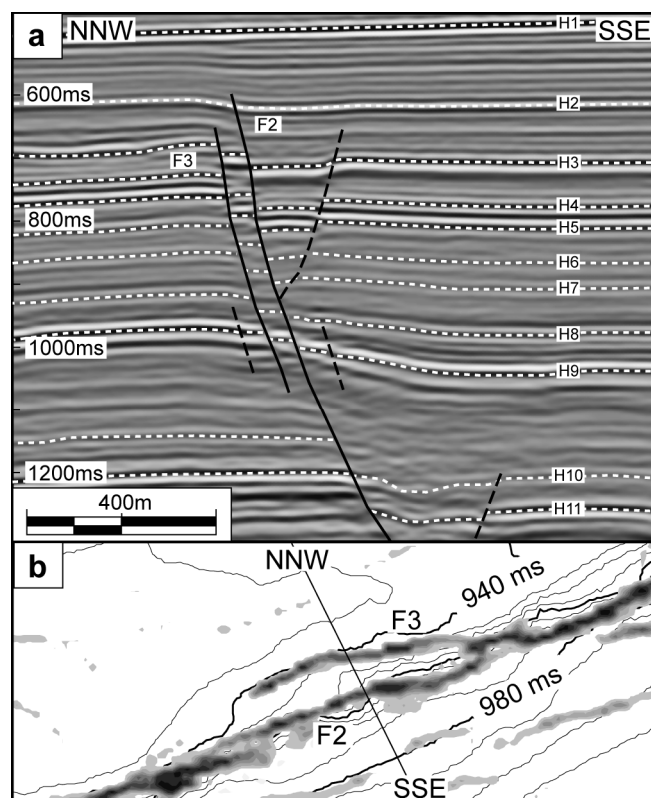 a
NNW
SSE
H1
600ms
H2
F2
F3
H3
H4
800ms
H5
H6
H7
H8
1000ms
H9
1200ms
H10
400m
H11
b
NNW
940 ms
F3
980 ms
F2
SSE